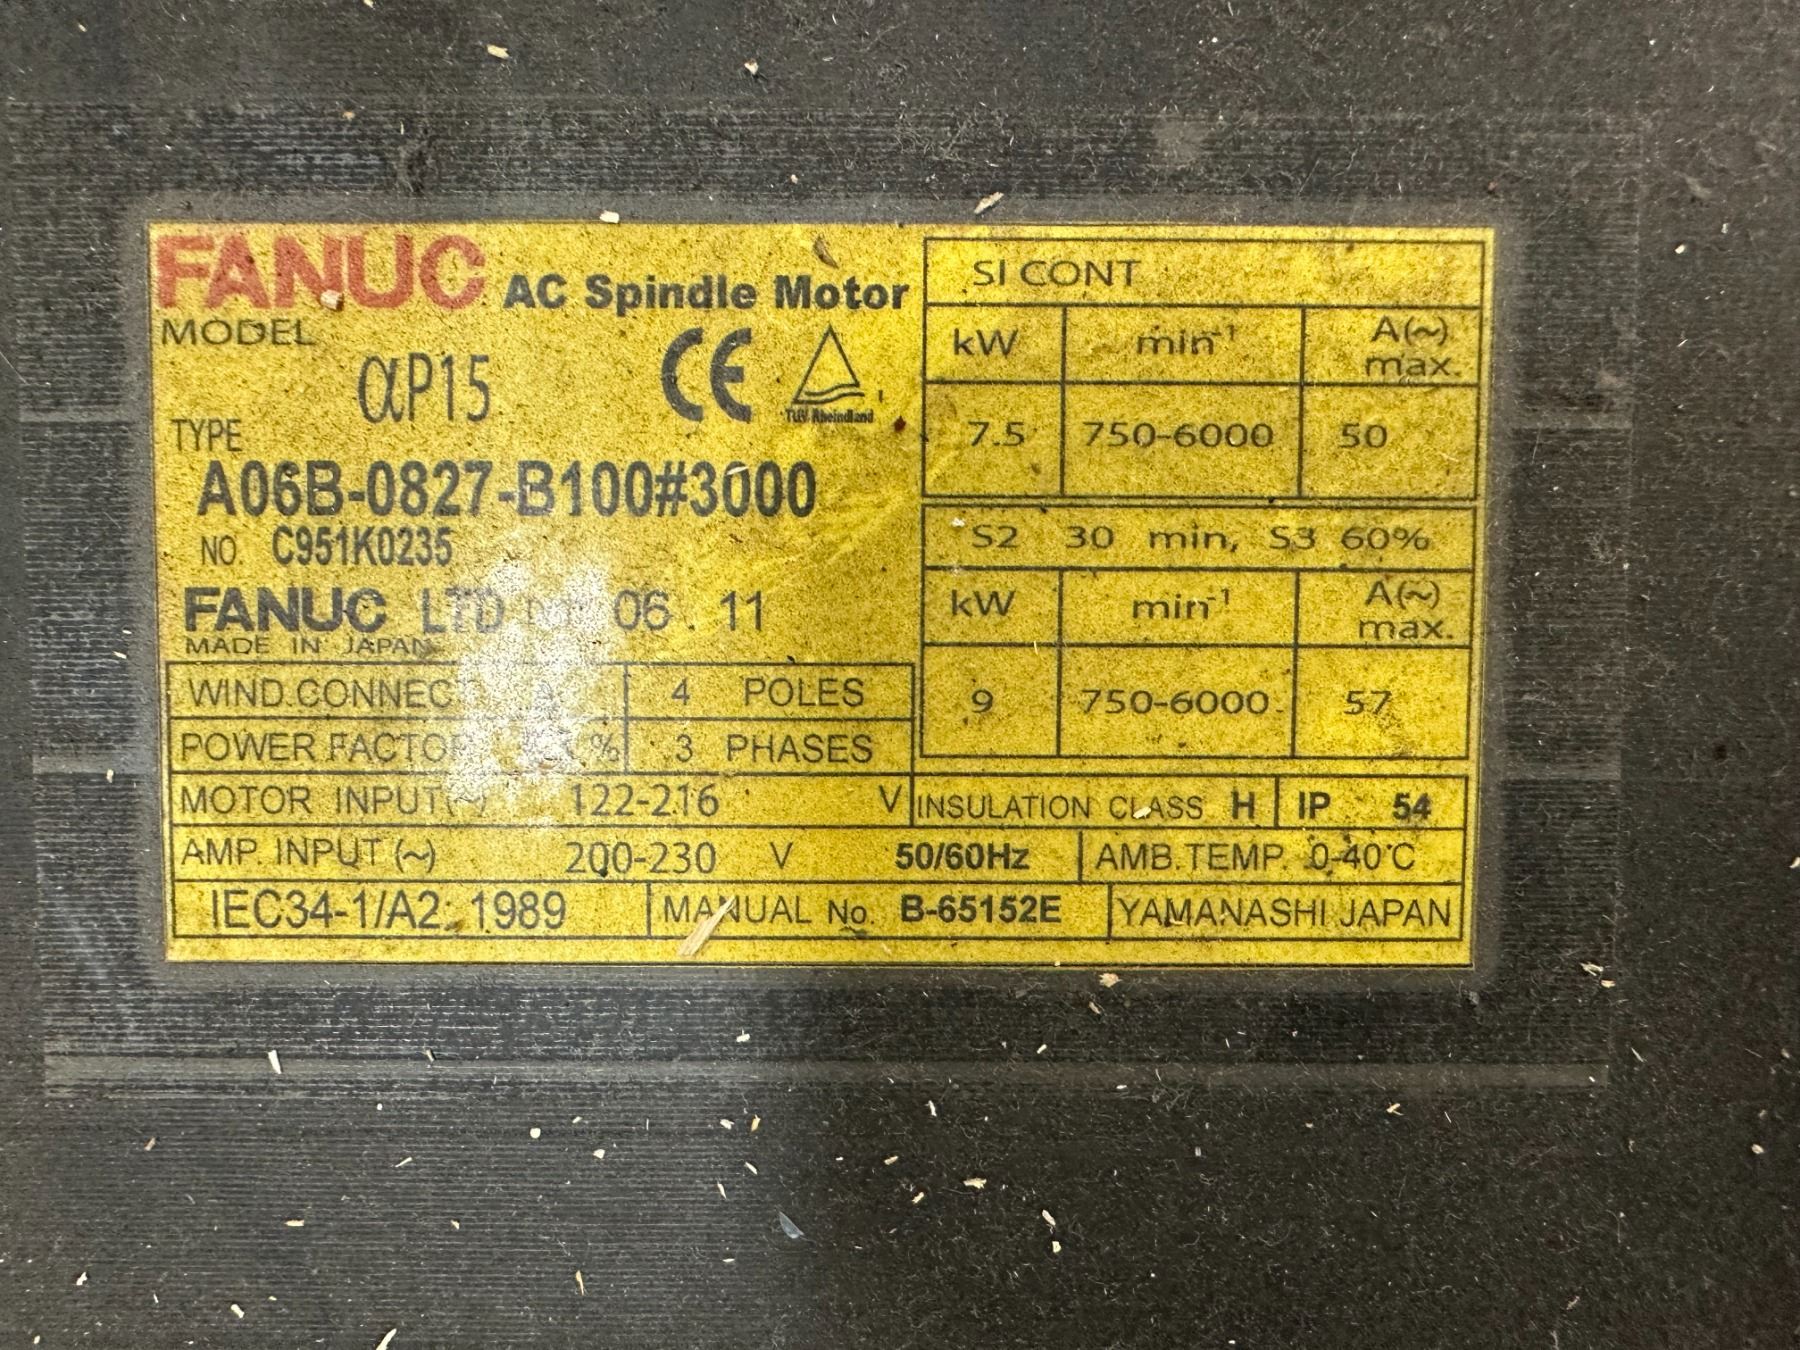 FANUC AC Spindle Motor
MODEL
αP15
CE
TUV Rheinland
TYPE
A06B-0827-B100#3000
NO. C951K0235
FANUC LTD 06.11
MADE IN JAPAN
WIND.CONNECT 4 POLES
POWER FACTOR % 3 PHASES
MOTOR INPUT(~) 122-216 V
AMP. INPUT (~) 200-230 V 50/60Hz
IEC34-1/A2: 1989
MANUAL No. B-65152E
SI CONT
kW min-1 A(~) max.
7.5 750-6000 50
S2 30 min, S3 60%
kW min-1 A(~) max.
9 750-6000 57
INSULATION CLASS H IP 54
AMB.TEMP. 0-40°C
YAMANASHI JAPAN